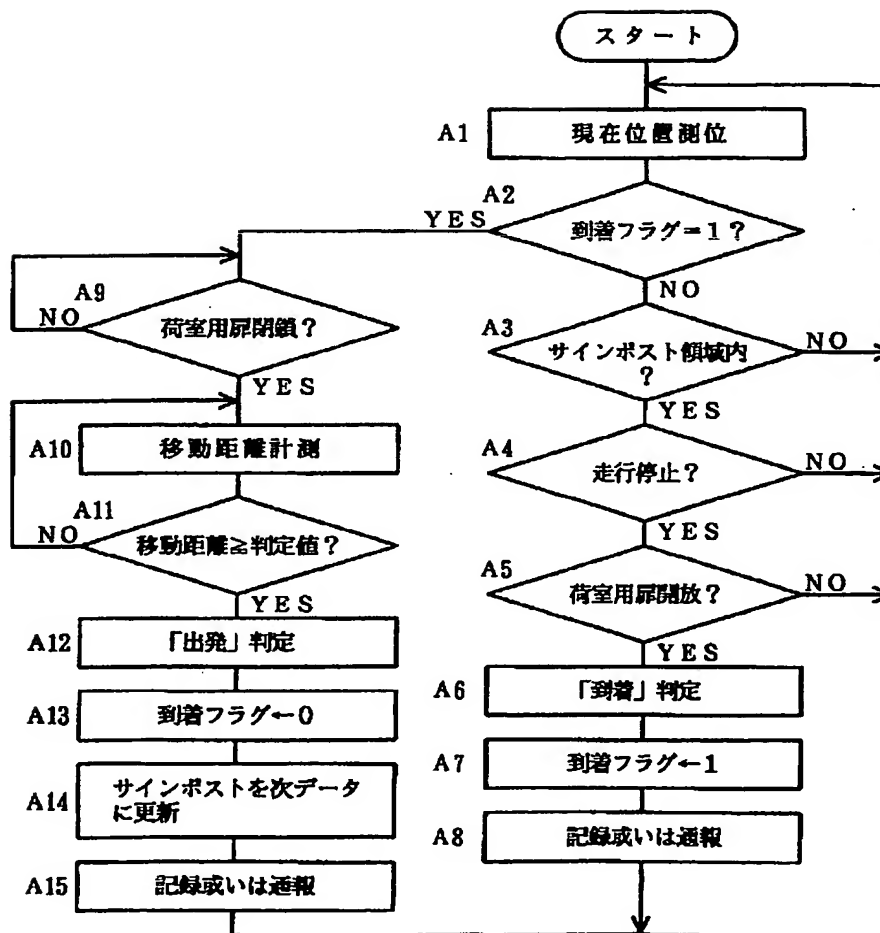 スタート
A1
現在位置測位
A2
YES
到着フラグ＝1？
NO
A9
NO
荷室用扉閉鎖？
YES
A3
サインポスト領域内
？
NO
YES
A10
移動距離計測
A4
走行停止？
NO
YES
A11
NO
移動距離≧判定値？
YES
A5
荷室用扉開放？
NO
YES
A12
「出発」判定
A6
「到着」判定
A13
到着フラグ←0
A7
到着フラグ←1
A14
サインポストを次データ
に更新
A8
記録或いは通報
A15
記録或いは通報